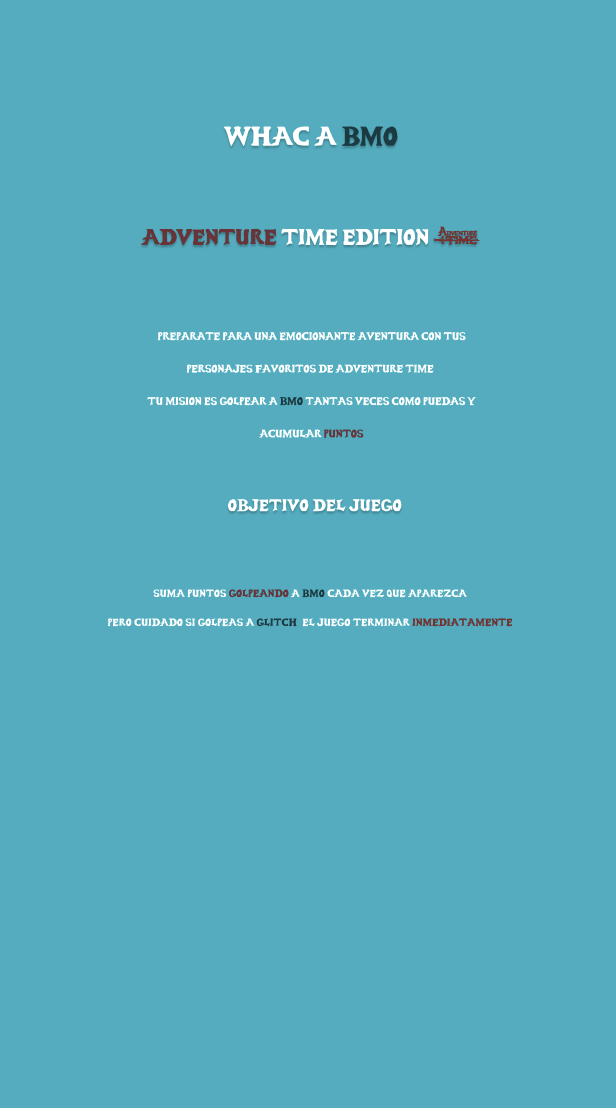 WHAC A BMO
ADVENTURE TIME EDITION ADVENTURE TIME
PREPARATE PARA UNA EMOCIONANTE AVENTURA CON TUS
PERSONAJES FAVORITOS DE ADVENTURE TIME
TU MISION ES GOLPEAR A BMO TANTAS VECES COMO PUEDAS Y
ACUMULAR PUNTOS
OBJETIVO DEL JUEGO
SUMA PUNTOS GOLPEANDO A BMO CADA VEZ QUE APAREZCA
PERO CUIDADO SI GOLPEAS A GLITCH EL JUEGO TERMINAR INMEDIATAMENTE